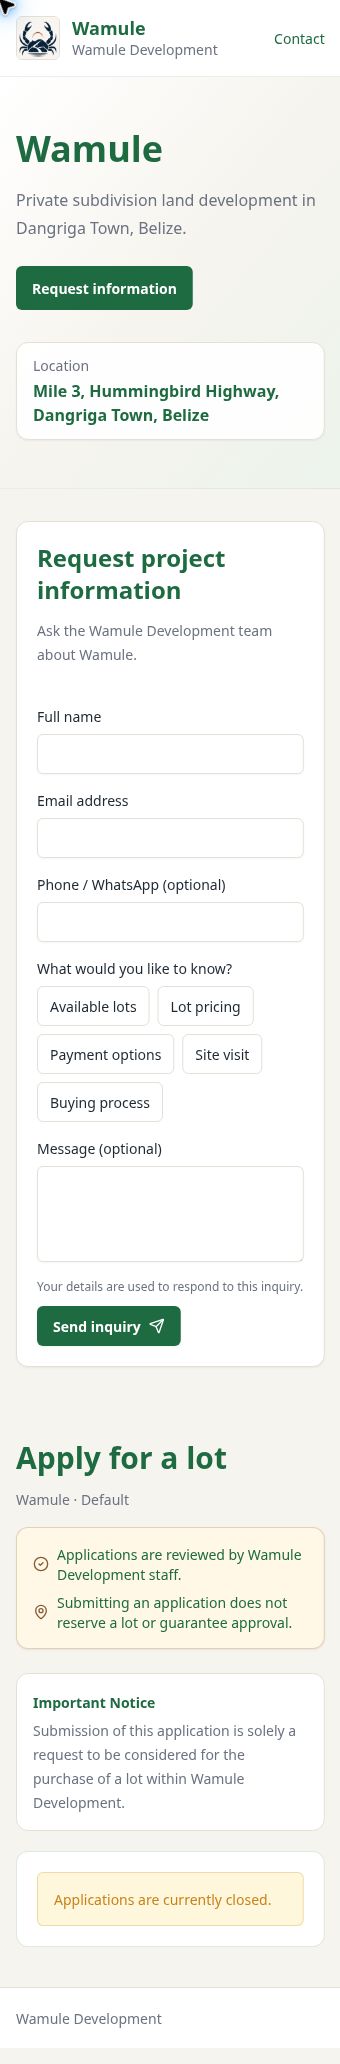 Wamule
Wamule Development
Contact
Wamule
Private subdivision land development in
Dangriga Town, Belize.
Request information
Location
Mile 3, Hummingbird Highway,
Dangriga Town, Belize
Request project
information
Ask the Wamule Development team
about Wamule.
Full name
Email address
Phone / WhatsApp (optional)
What would you like to know?
Available lots
Lot pricing
Payment options
Site visit
Buying process
Message (optional)
Your details are used to respond to this inquiry.
Send inquiry
Apply for a lot
Wamule · Default
Applications are reviewed by Wamule
Development staff.
Submitting an application does not
reserve a lot or guarantee approval.
Important Notice
Submission of this application is solely a
request to be considered for the
purchase of a lot within Wamule
Development.
Applications are currently closed.
Wamule Development